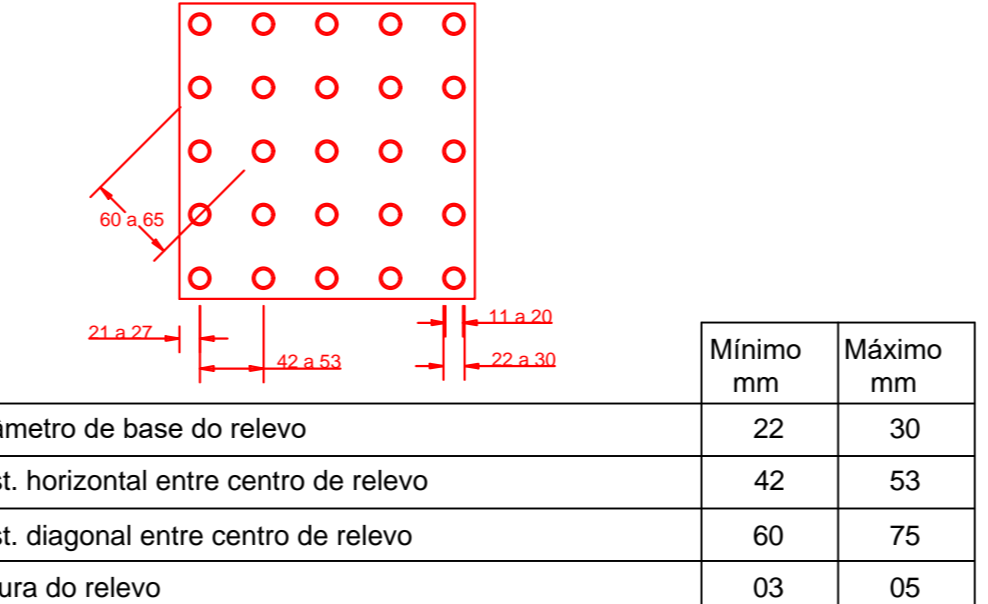 60 a 65
21 a 27
42 a 53
11 a 20
22 a 30
Mínimo mm Máximo mm
âmetro de base do relevo 22 30
st. horizontal entre centro de relevo 42 53
st. diagonal entre centro de relevo 60 75
ura do relevo 03 05